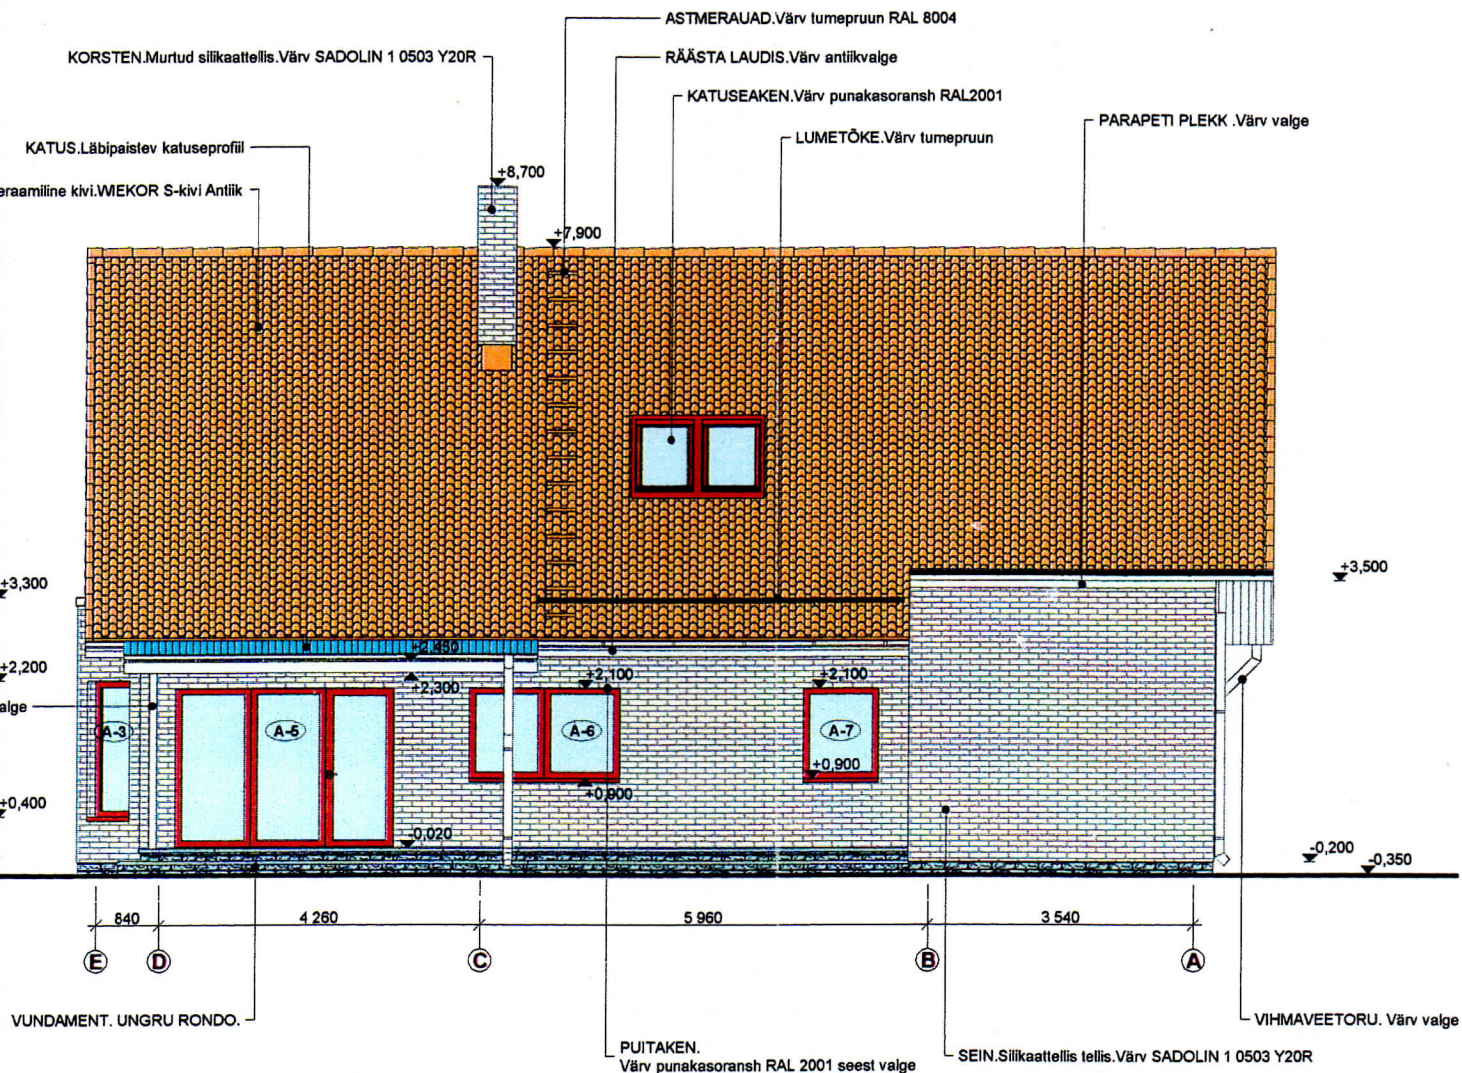 ASTMERAUAD.Värv tumepruun RAL 8004
KORSTEN.Murtud silikaattellis.Värv SADOLIN 1 0503 Y20R
RÄÄSTA LAUDIS.Värv antiikvalge
KATUSEAKEN.Värv punakasoransh RAL2001
PARAPETI PLEKK .Värv valge
LUMETÕKE.Värv tumepruun
KATUS.Läbipaistev katuseprofiil
eraamiline kivi.WIEKOR S-kivi Antiik
+8,700
+7,900
+3,500
+3,300
+2,450
+2,200
+2,300
+2,100
+2,100
alge
A-3
A-5
A-6
A-7
+0,900
+0,900
+0,400
-0,020
-0,200
-0,350
840
4 260
5 960
3 540
E
D
C
B
A
VUNDAMENT. UNGRU RONDO.
VIHMAVEETORU. Värv valge
PUITAKEN.
Värv punakasoransh RAL 2001 seest valge
SEIN.Silikaattellis tellis.Värv SADOLIN 1 0503 Y20R